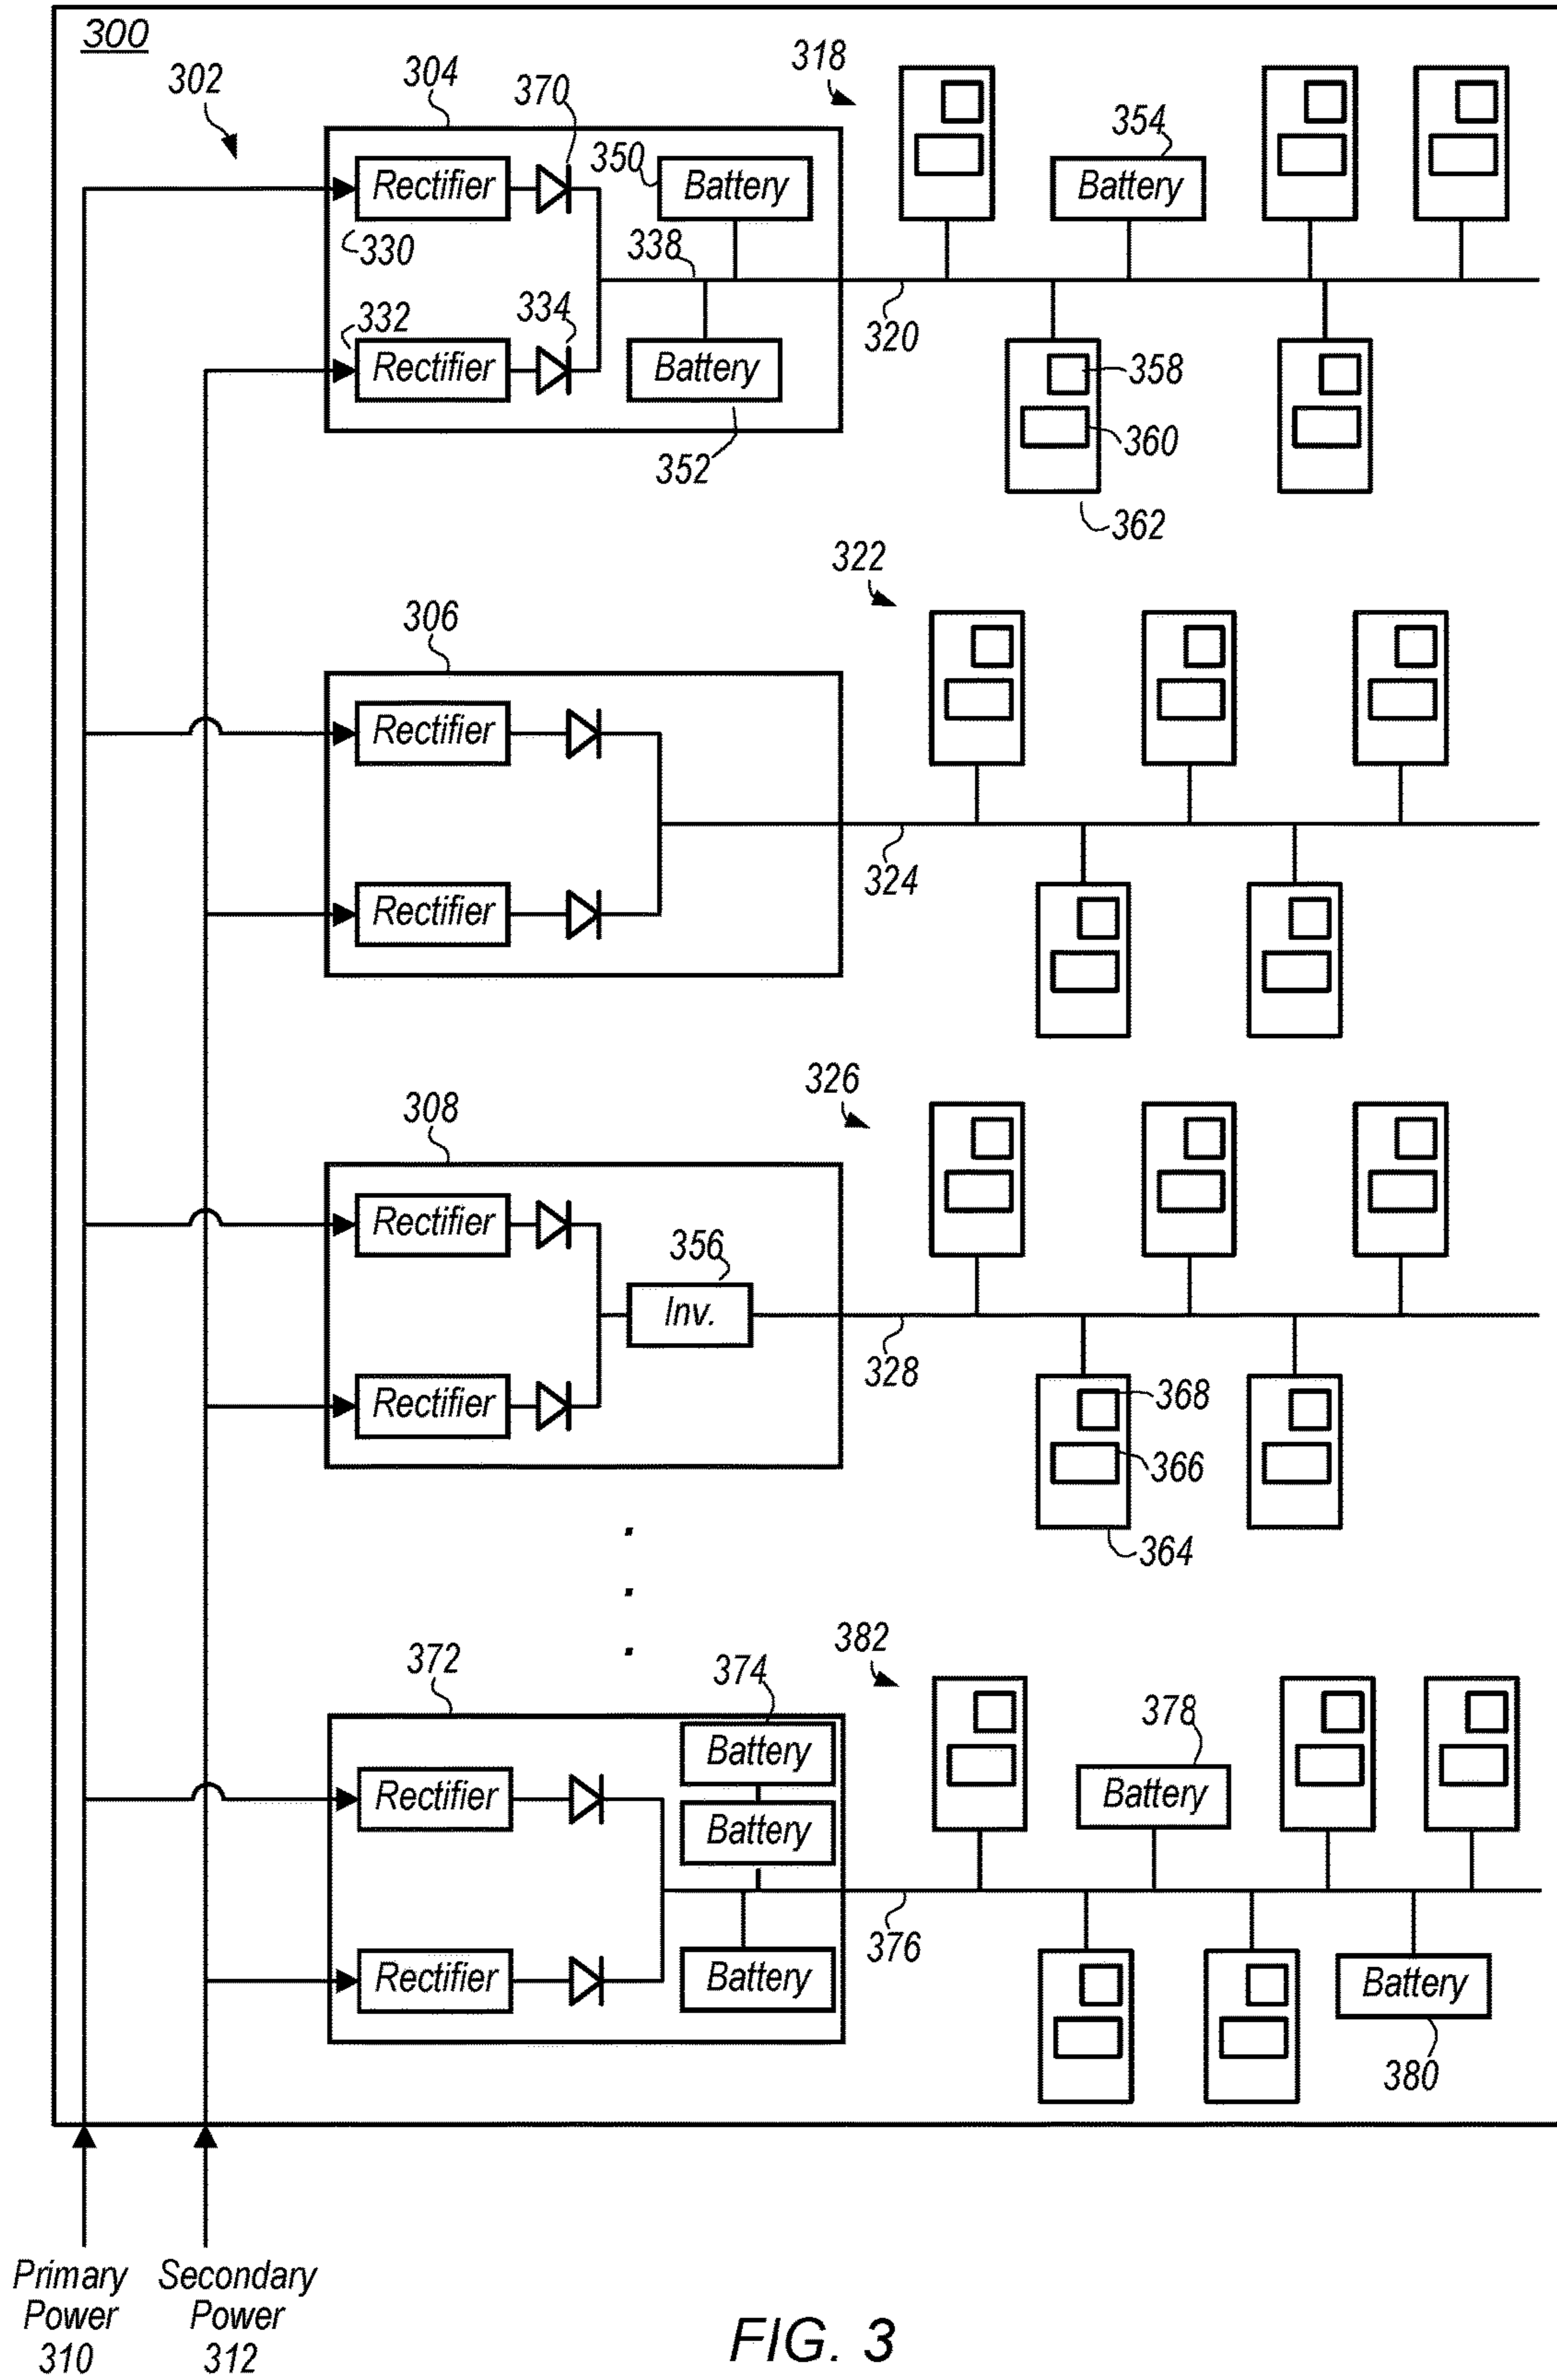 300
302
304
370
318
350
Battery
354
Battery
Rectifier
330
338
332
334
Rectifier
Battery
352
320
358
360
362
322
306
Rectifier
324
Rectifier
326
308
Rectifier
356
Inv.
328
Rectifier
368
366
364
.
.
.
372
374
382
Battery
378
Battery
Rectifier
Battery
376
Rectifier
Battery
Battery
380
Primary
Power
310
Secondary
Power
312
FIG. 3